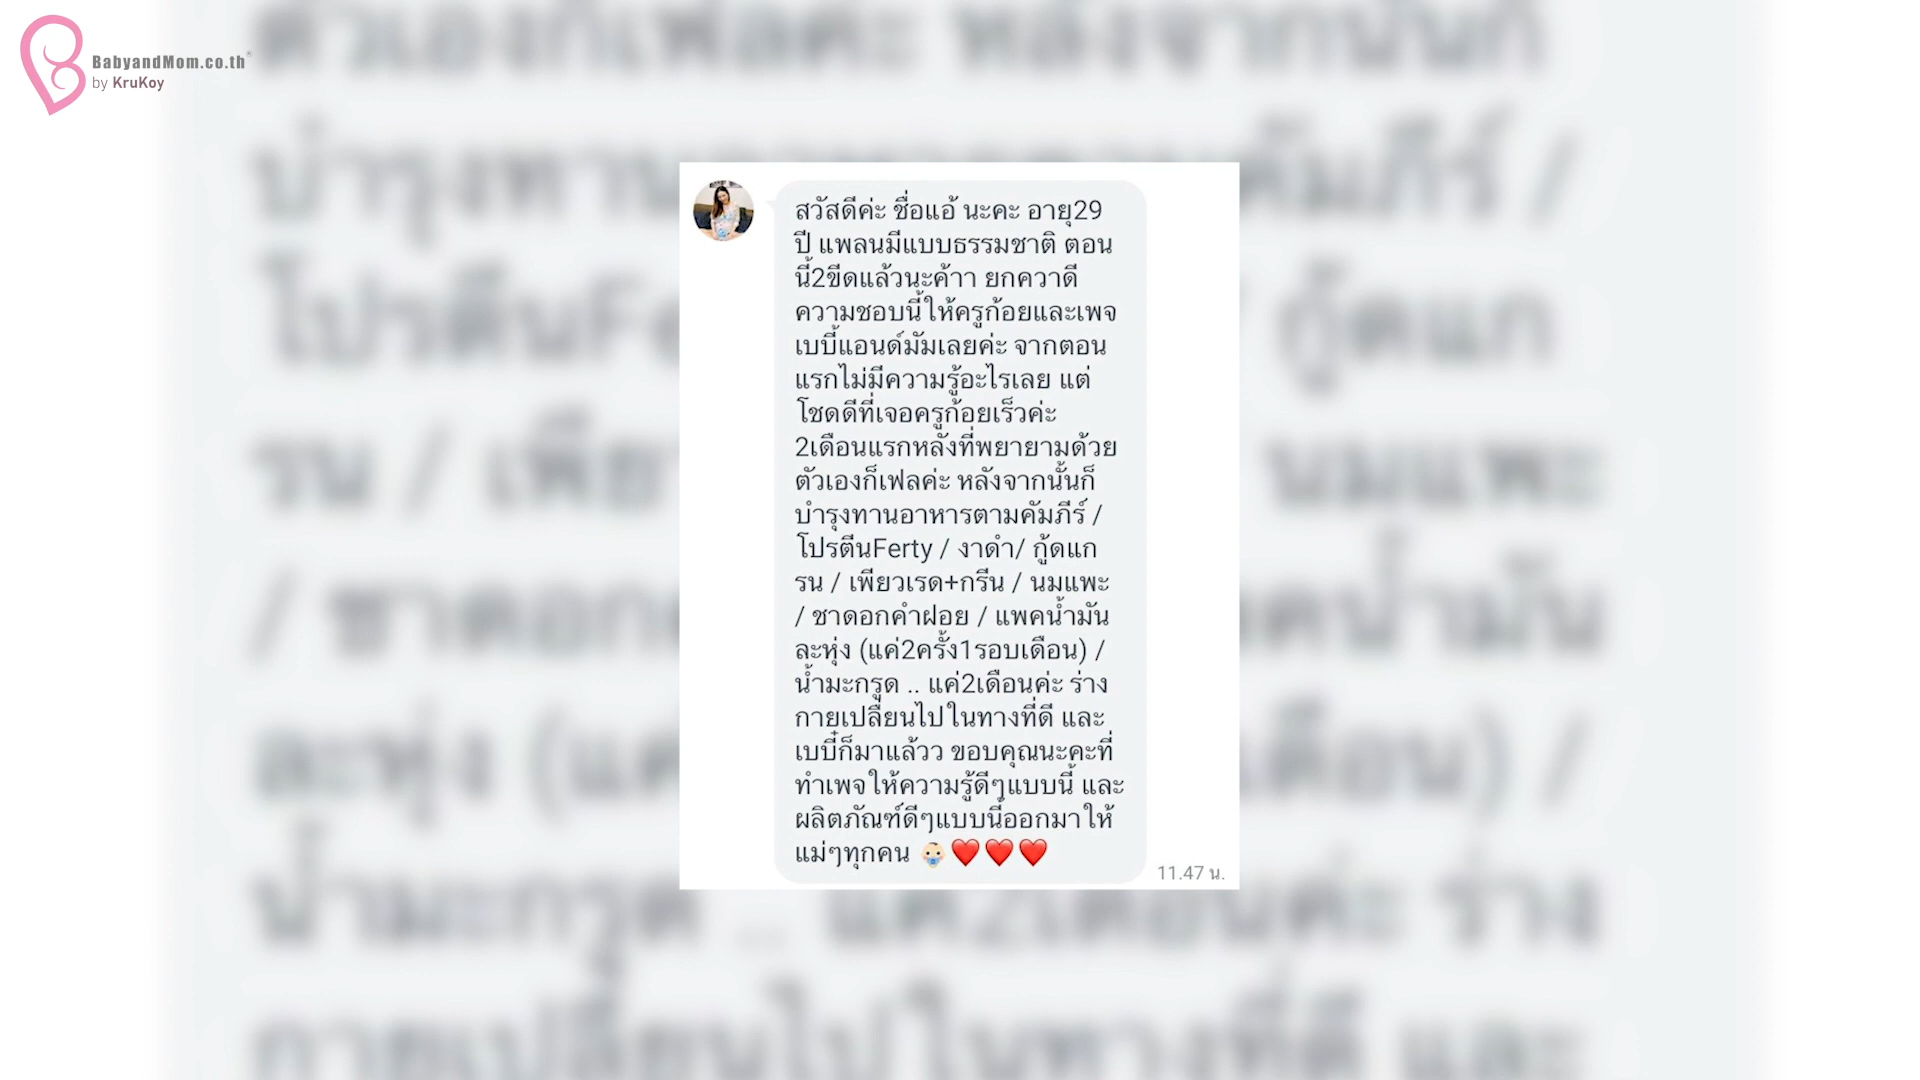 BabyandMom.co.th
by KruKoy
สวัสดีค่ะ ชื่อแอ้ นะคะ อายุ29
ปี แพลนมีแบบธรรมชาติ ตอน
นี้2ขีดแล้วนะค้าา ยกควาดี
ความชอบนี้ให้ครูก้อยและเพจ
เบบี้แอนด์มัมเลยค่ะ จากตอน
แรกไม่มีความรู้อะไรเลย แต่
โชดดีที่เจอครูก้อยเร็วค่ะ
2เดือนแรกหลังที่พยายามด้วย
ตัวเองก็เฟลค่ะ หลังจากนั้นก็
บำรุงทานอาหารตามคัมภีร์ /
โปรตีนFerty / งาดำ/ กู้ดแก
รน / เพียวเรด+กรีน / นมแพะ
/ ชาดอกคำฝอย / แพคน้ำมัน
ละหุ่ง (แค่2ครั้ง1รอบเดือน) /
น้ำมะกรูด .. แค่2เดือนค่ะ ร่าง
กายเปลี่ยนไปในทางที่ดี และ
เบบี๋ก็มาแล้วว ขอบคุณนะคะที่
ทำเพจให้ความรู้ดีๆแบบนี้ และ
ผลิตภัณฑ์ดีๆแบบนี้ออกมาให้
แม่ๆทุกคน 👶🏻❤️❤️❤️
11.47 น.